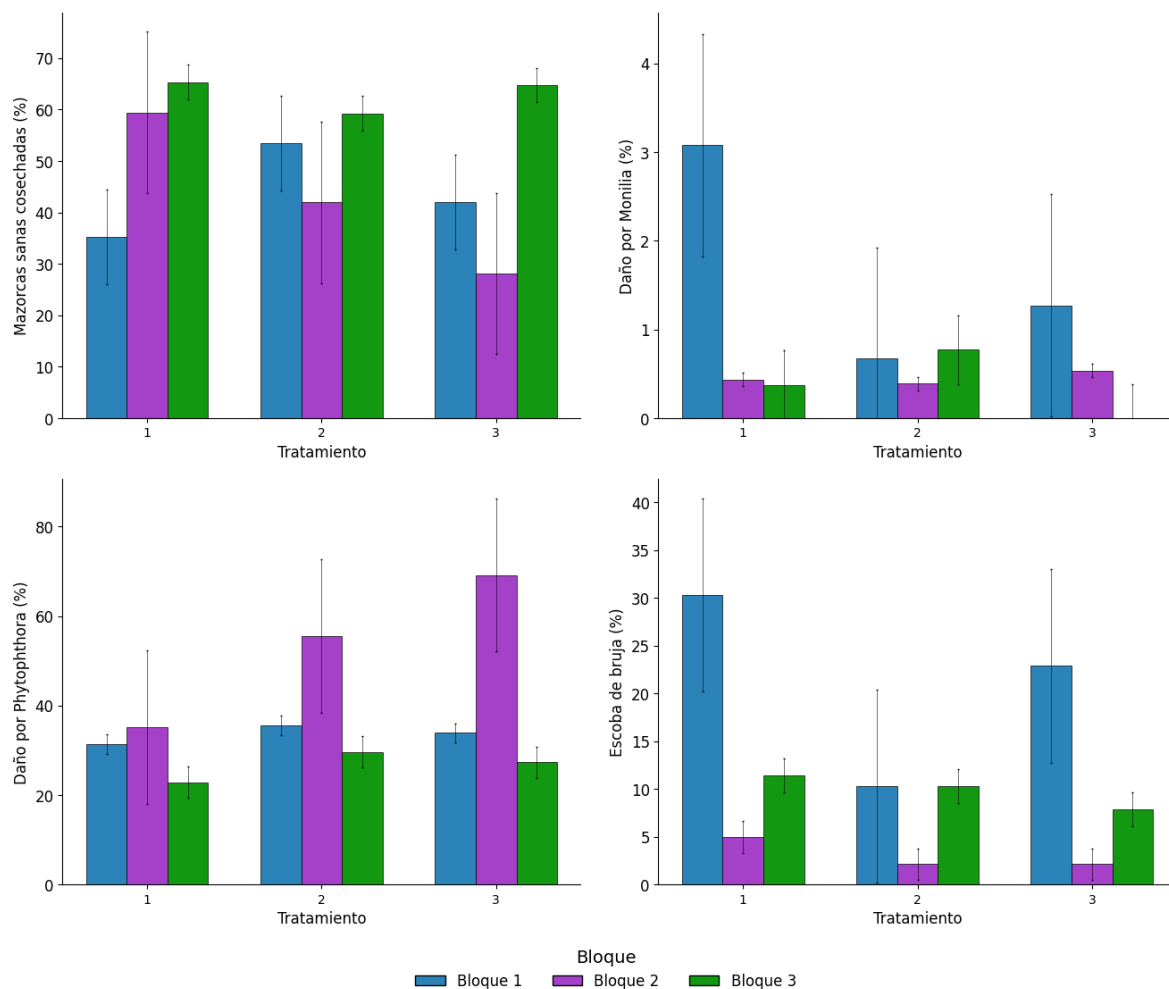 Mazorcas sanas cosechadas (%)
70
60
50
40
30
20
10
0
1 2 3
Tratamiento
Daño por Monilia (%)
4
3
2
1
0
1 2 3
Tratamiento
Daño por Phytophthora (%)
80
60
40
20
0
1 2 3
Tratamiento
Escoba de bruja (%)
40
35
30
25
20
15
10
5
0
1 2 3
Tratamiento
Bloque
Bloque 1 Bloque 2 Bloque 3